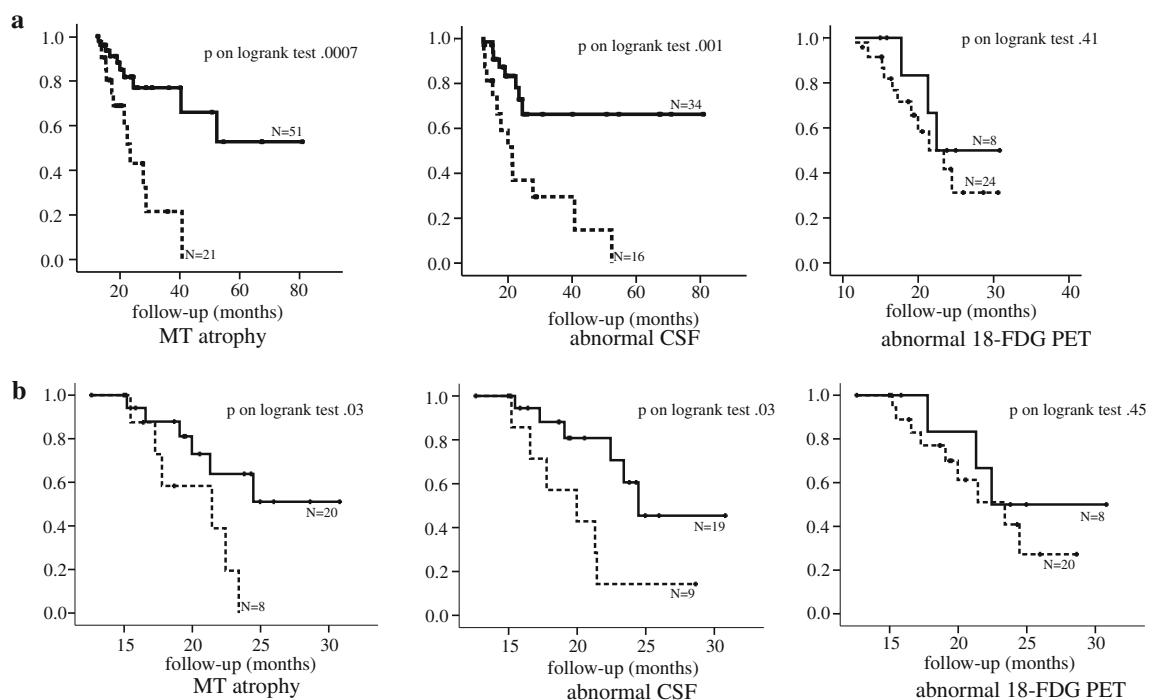 a
p on logrank test .0007
1.0
0.8
0.6
0.4
0.2
0.0
N=51
N=21
20 40 60 80
follow-up (months)
MT atrophy
p on logrank test .001
1.0
0.8
0.6
0.4
0.2
0.0
N=34
N=16
20 40 60 80
follow-up (months)
abnormal CSF
p on logrank test .41
1.0
0.8
0.6
0.4
0.2
0.0
N=8
N=24
10 20 30 40
follow-up (months)
abnormal 18-FDG PET
b
p on logrank test .03
1.0
0.8
0.6
0.4
0.2
0.0
N=20
N=8
15 20 25 30
follow-up (months)
MT atrophy
p on logrank test .03
1.0
0.8
0.6
0.4
0.2
0.0
N=19
N=9
15 20 25 30
follow-up (months)
abnormal CSF
p on logrank test .45
1.0
0.8
0.6
0.4
0.2
0.0
N=8
N=20
15 20 25 30
follow-up (months)
abnormal 18-FDG PET